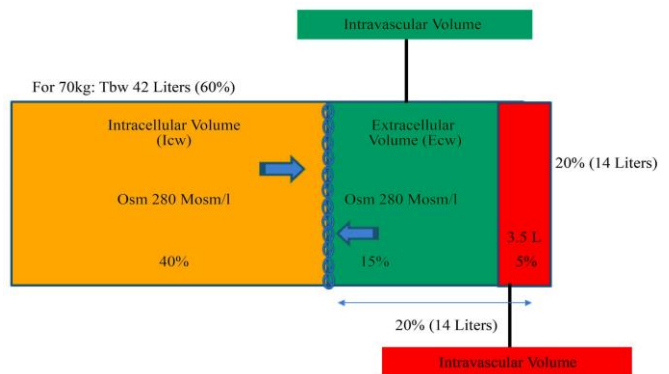 Intravascular Volume
For 70kg: Tbw 42 Liters (60%)
Intracellular Volume
(Icw)
Extracellular
Volume (Ecw)
20% (14 Liters)
Osm 280 Mosm/l
Osm 280 Mosm/l
3.5 L
40%
15%
5%
20% (14 Liters)
Intravascular Volume